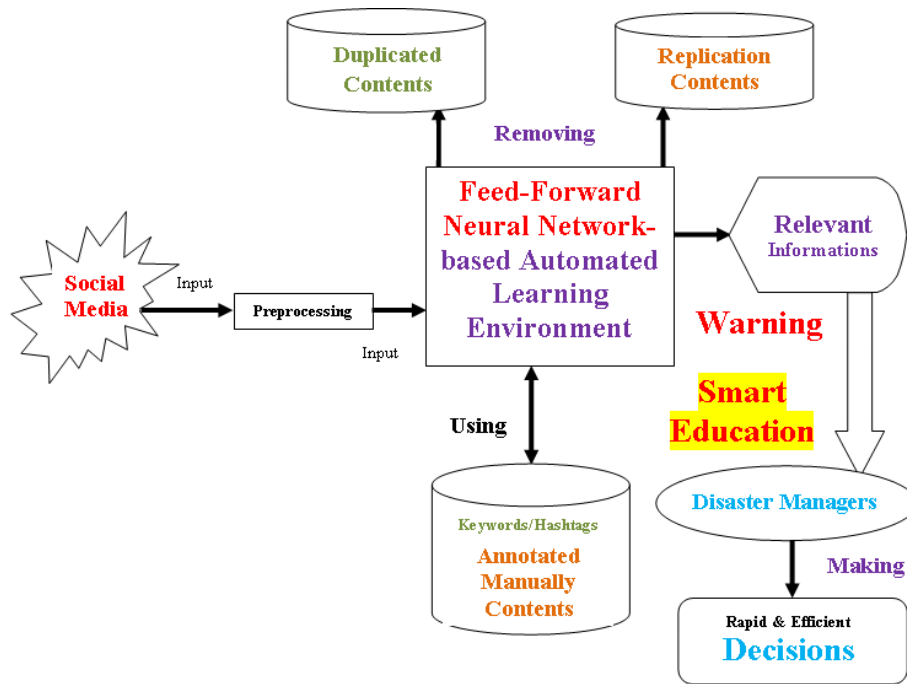 Duplicated
Contents
Replication
Contents
Removing
Feed-Forward
Neural Network-
based Automated
Learning
Environment
Relevant
Informations
Social
Media
Input
Preprocessing
Input
Warning
Smart
Education
Using
Keywords/Hashtags
Annotated
Manually
Contents
Disaster Managers
Making
Rapid & Efficient
Decisions